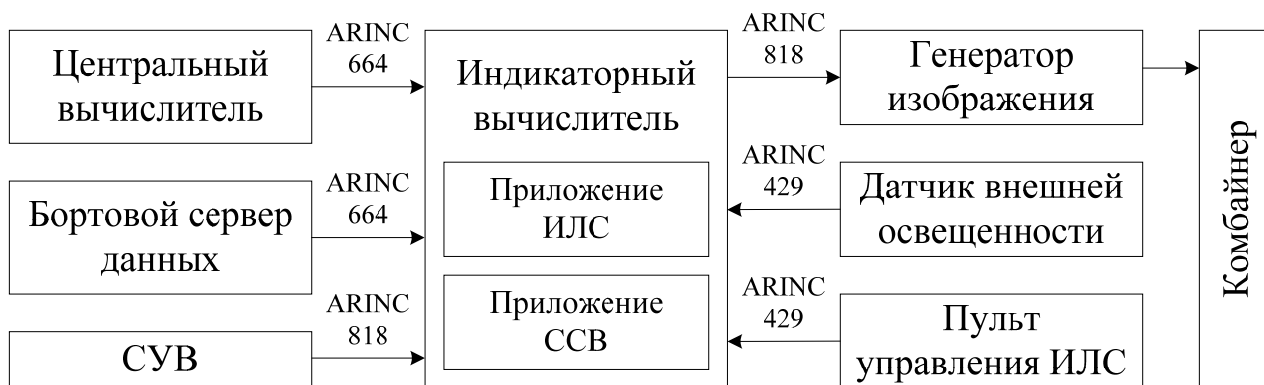 Центральный
вычислитель
ARINC
664
Бортовой сервер
данных
ARINC
664
СУВ
ARINC
818
Индикаторный
вычислитель
Приложение
ИЛС
Приложение
ССВ
ARINC
818
Генератор
изображения
ARINC
429
Датчик внешней
освещенности
ARINC
429
Пульт
управления ИЛС
Комбайнер